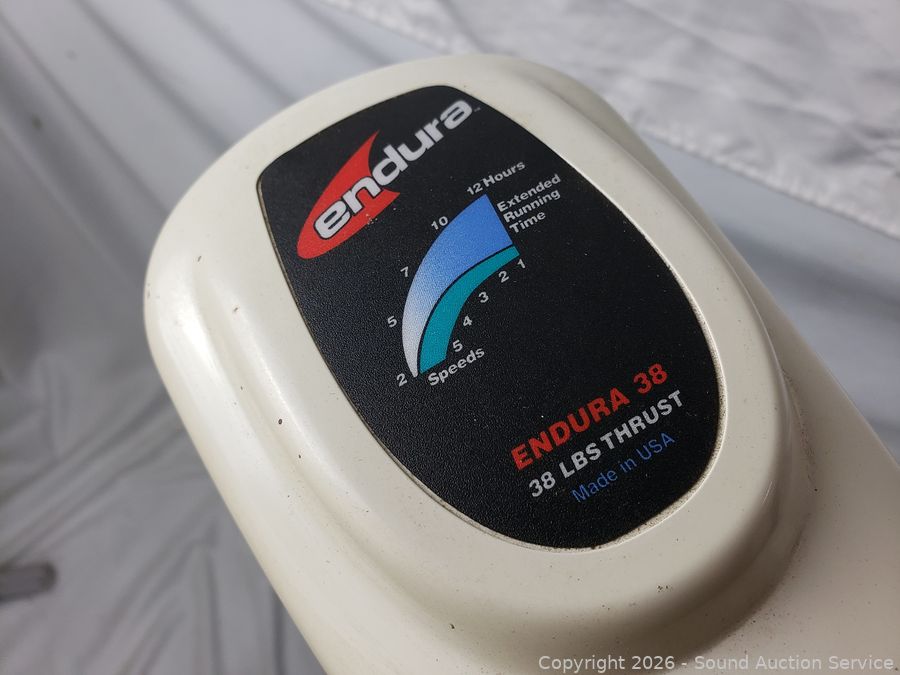 endura™
12 Hours
10
7
5
2
Extended
Running
Time
1
2
3
4
5
Speeds
ENDURA 38
38 LBS THRUST
Made in USA
Copyright 2026 - Sound Auction Service